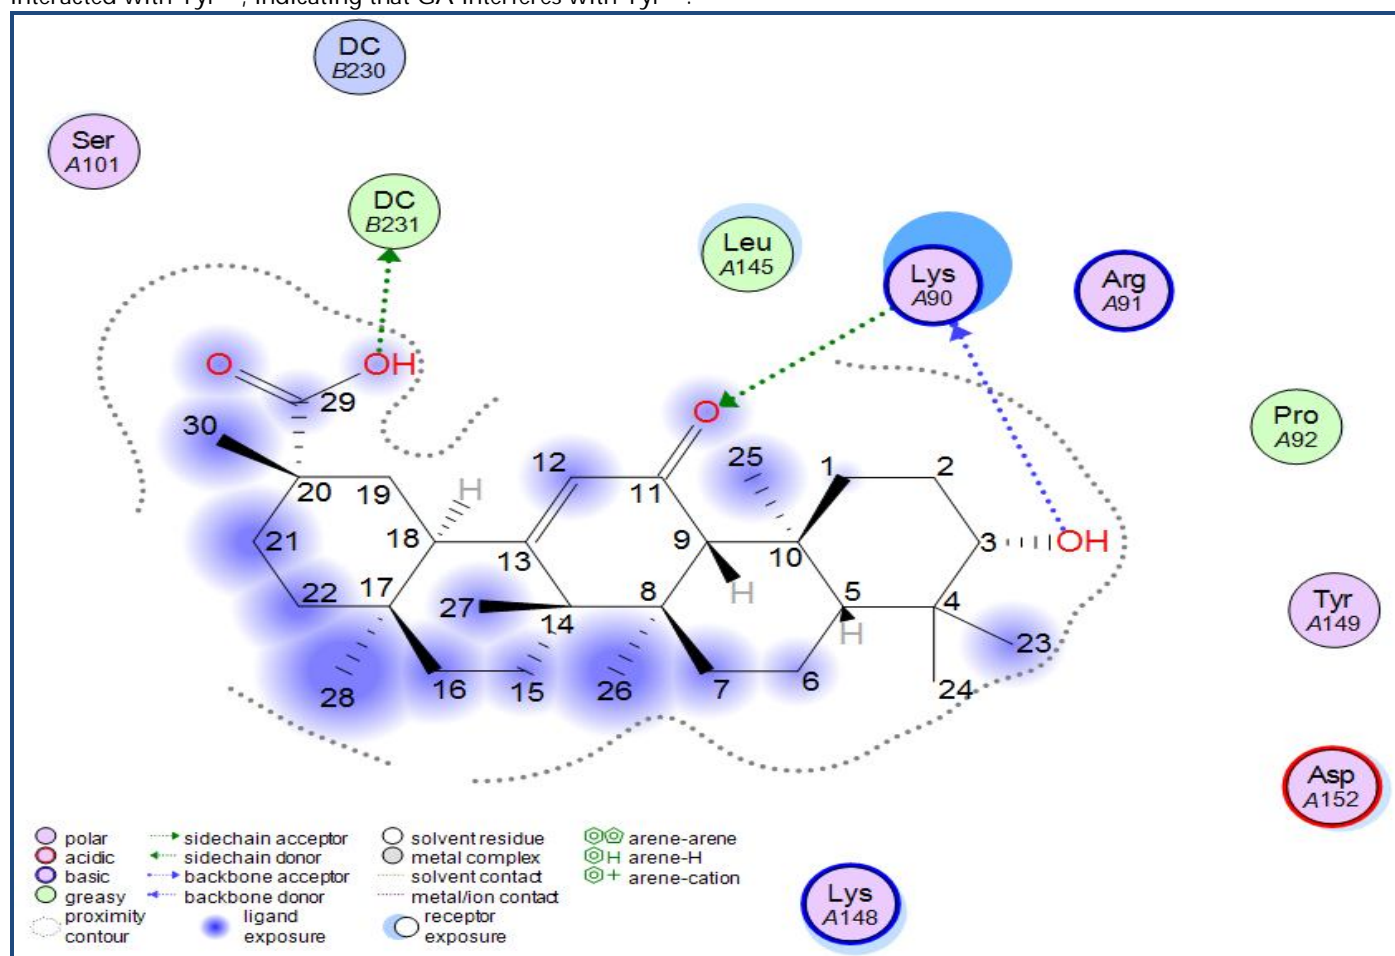 DC
B230
Ser
A101
DC
B231
Leu
A145
Lys
A90
Arg
A91
Pro
A92
O
OH
29
O
30
12
25
1
2
20
19
H
11
21
18
13
9
10
3
OH
H
22
17
27
8
5
4
Tyr
A149
14
H
23
28
16
15
26
7
6
24
Asp
A152
Lys
A148
polar
acidic
basic
greasy
proximity
contour
sidechain acceptor
sidechain donor
backbone acceptor
backbone donor
ligand
exposure
solvent residue
metal complex
solvent contact
metal/ion contact
receptor
exposure
arene-arene
H arene-H
+ arene-cation